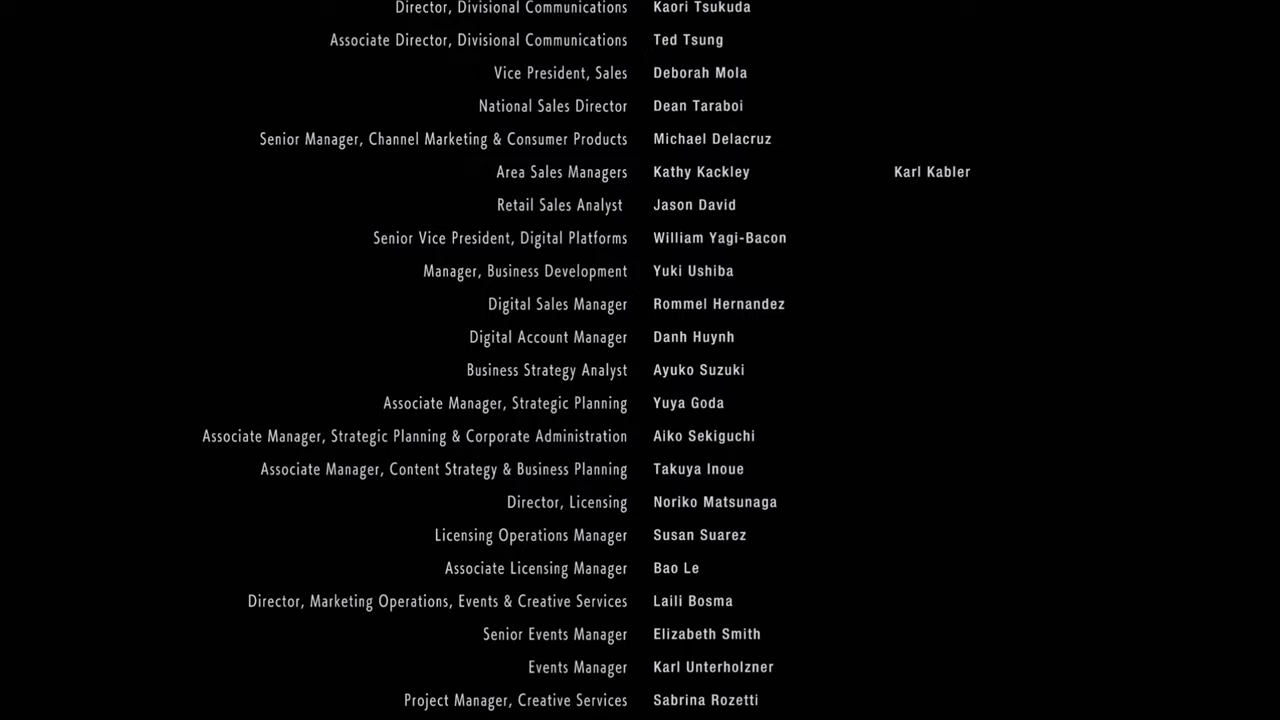 Director, Divisional Communications Kaori Tsukuda
Associate Director, Divisional Communications Ted Tsung
Vice President, Sales Deborah Mola
National Sales Director Dean Taraboi
Senior Manager, Channel Marketing & Consumer Products Michael Delacruz
Area Sales Managers Kathy Kackley Karl Kabler
Retail Sales Analyst Jason David
Senior Vice President, Digital Platforms William Yagi-Bacon
Manager, Business Development Yuki Ushiba
Digital Sales Manager Rommel Hernandez
Digital Account Manager Danh Huynh
Business Strategy Analyst Ayuko Suzuki
Associate Manager, Strategic Planning Yuya Goda
Associate Manager, Strategic Planning & Corporate Administration Aiko Sekiguchi
Associate Manager, Content Strategy & Business Planning Takuya Inoue
Director, Licensing Noriko Matsunaga
Licensing Operations Manager Susan Suarez
Associate Licensing Manager Bao Le
Director, Marketing Operations, Events & Creative Services Laili Bosma
Senior Events Manager Elizabeth Smith
Events Manager Karl Unterholzner
Project Manager, Creative Services Sabrina Rozetti